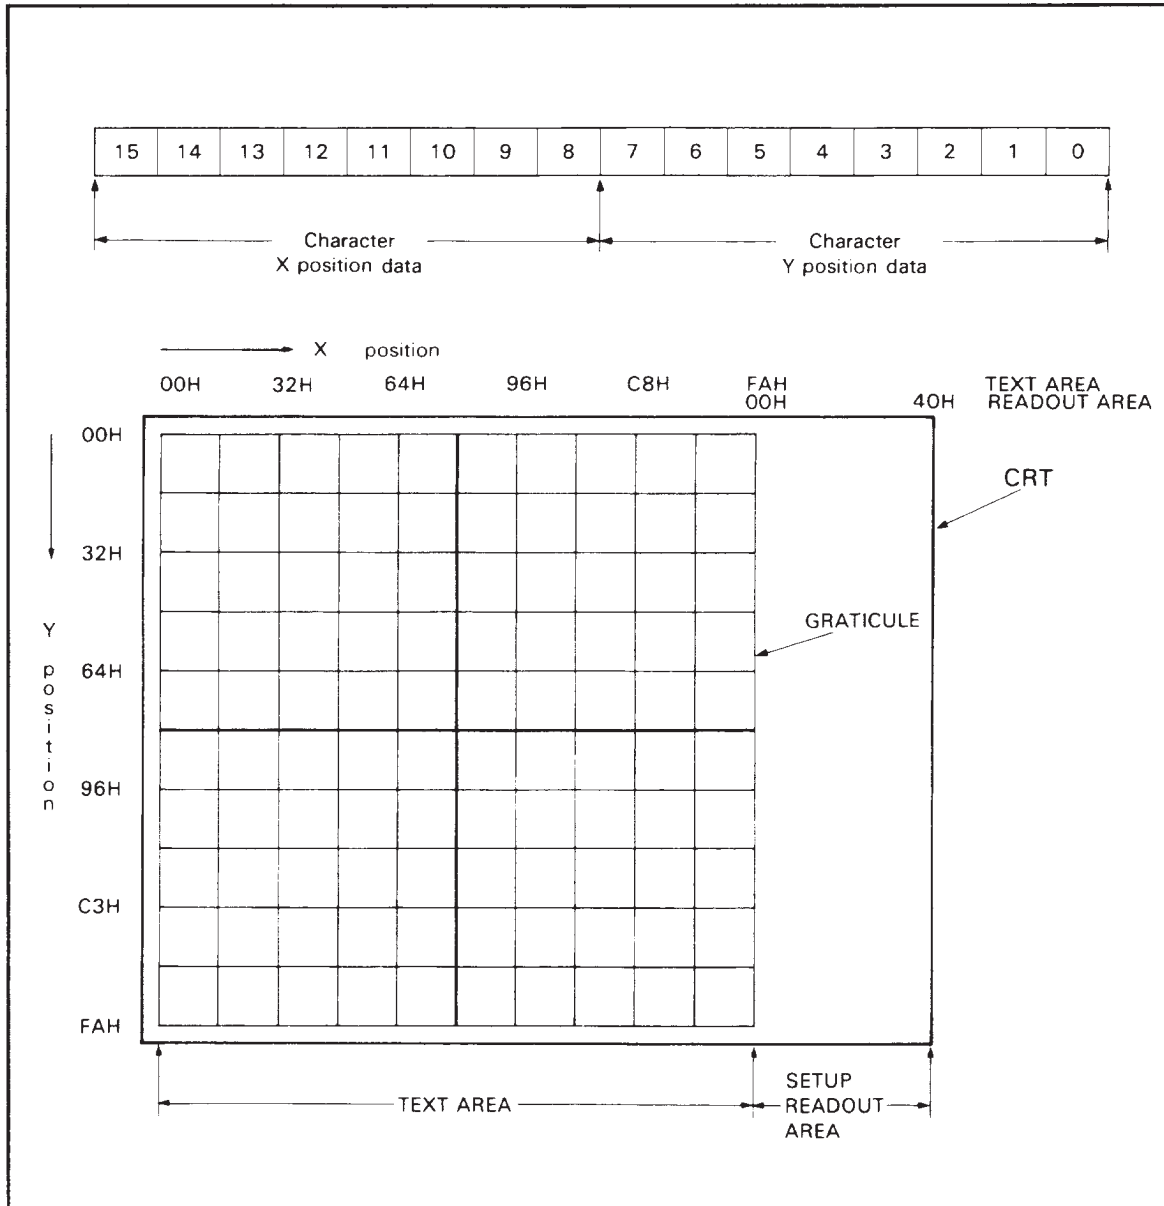 15 14 13 12 11 10 9 8 7 6 5 4 3 2 1 0
Character
X position data
Character
Y position data
X position
00H 32H 64H 96H C8H FAH TEXT AREA
00H 40H READOUT AREA
00H
CRT
32H
GRATICULE
Y position
64H
96H
C3H
FAH
TEXT AREA
SETUP
READOUT
AREA